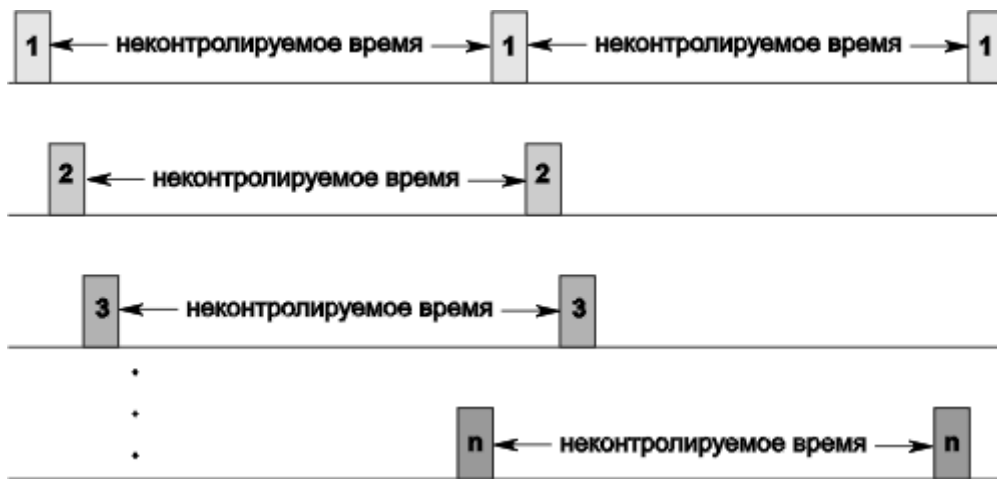 1 неконтролируемое время 1 неконтролируемое время 1
2 неконтролируемое время 2
3 неконтролируемое время 3
n неконтролируемое время n